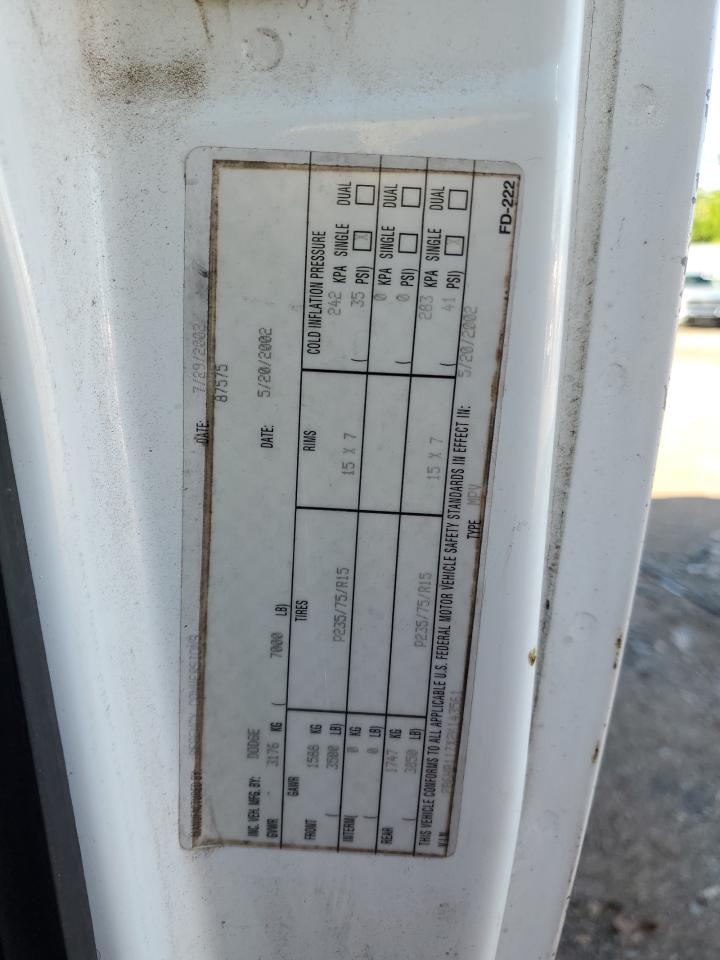 MANUFACTURED BY: REGENCY CONVERSIONS DATE: 7/29/2002
87575
INC. VEH. MFG. BY: DODGE DATE: 5/20/2002
GVWR 3176 KG ( 7000 LB)
GAWR TIRES RIMS COLD INFLATION PRESSURE
FRONT 1588 KG P235/75/R15 15 X 7 242 KPA SINGLE DUAL
( 3500 LB) ( 35 PSI) X
INTERM 0 KG 0 KPA SINGLE DUAL
( 0 LB) ( 0 PSI)
REAR 1747 KG P235/75/R15 15 X 7 283 KPA SINGLE DUAL
( 3850 LB) ( 41 PSI) X
THIS VEHICLE CONFORMS TO ALL APPLICABLE U.S. FEDERAL MOTOR VEHICLE SAFETY STANDARDS IN EFFECT IN: 5/20/2002
V.I.N. TYPE MPV
FD-222